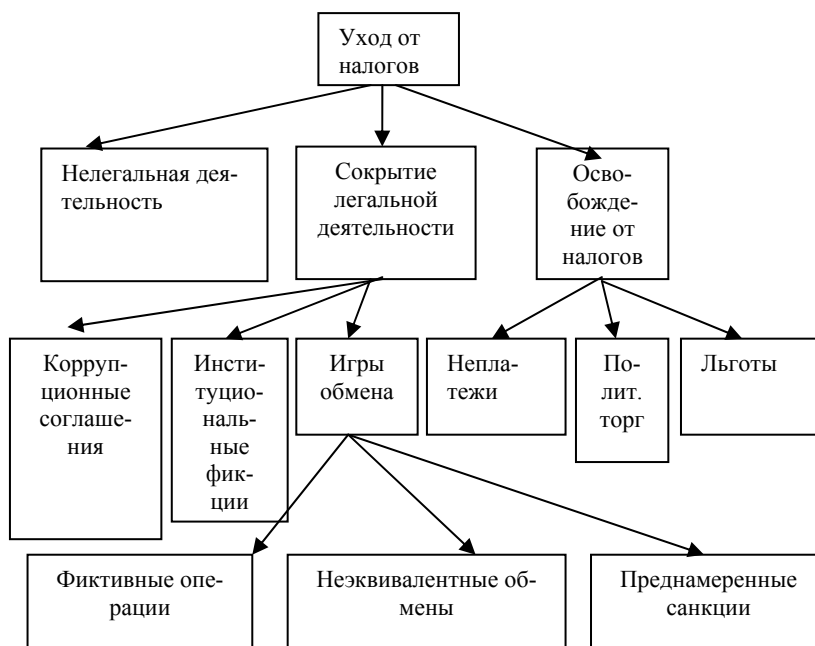 Уход от
налогов
Нелегальная дея-
тельность
Сокрытие
легальной
деятельности
Осво-
божде-
ние от
налогов
Корруп-
ционные
соглаше-
ния
Инсти-
туцио-
наль-
ные
фик-
ции
Игры
обмена
Непла-
тежи
По-
лит.
торг
Льготы
Фиктивные опе-
рации
Неэквивалентные об-
мены
Преднамеренные
санкции